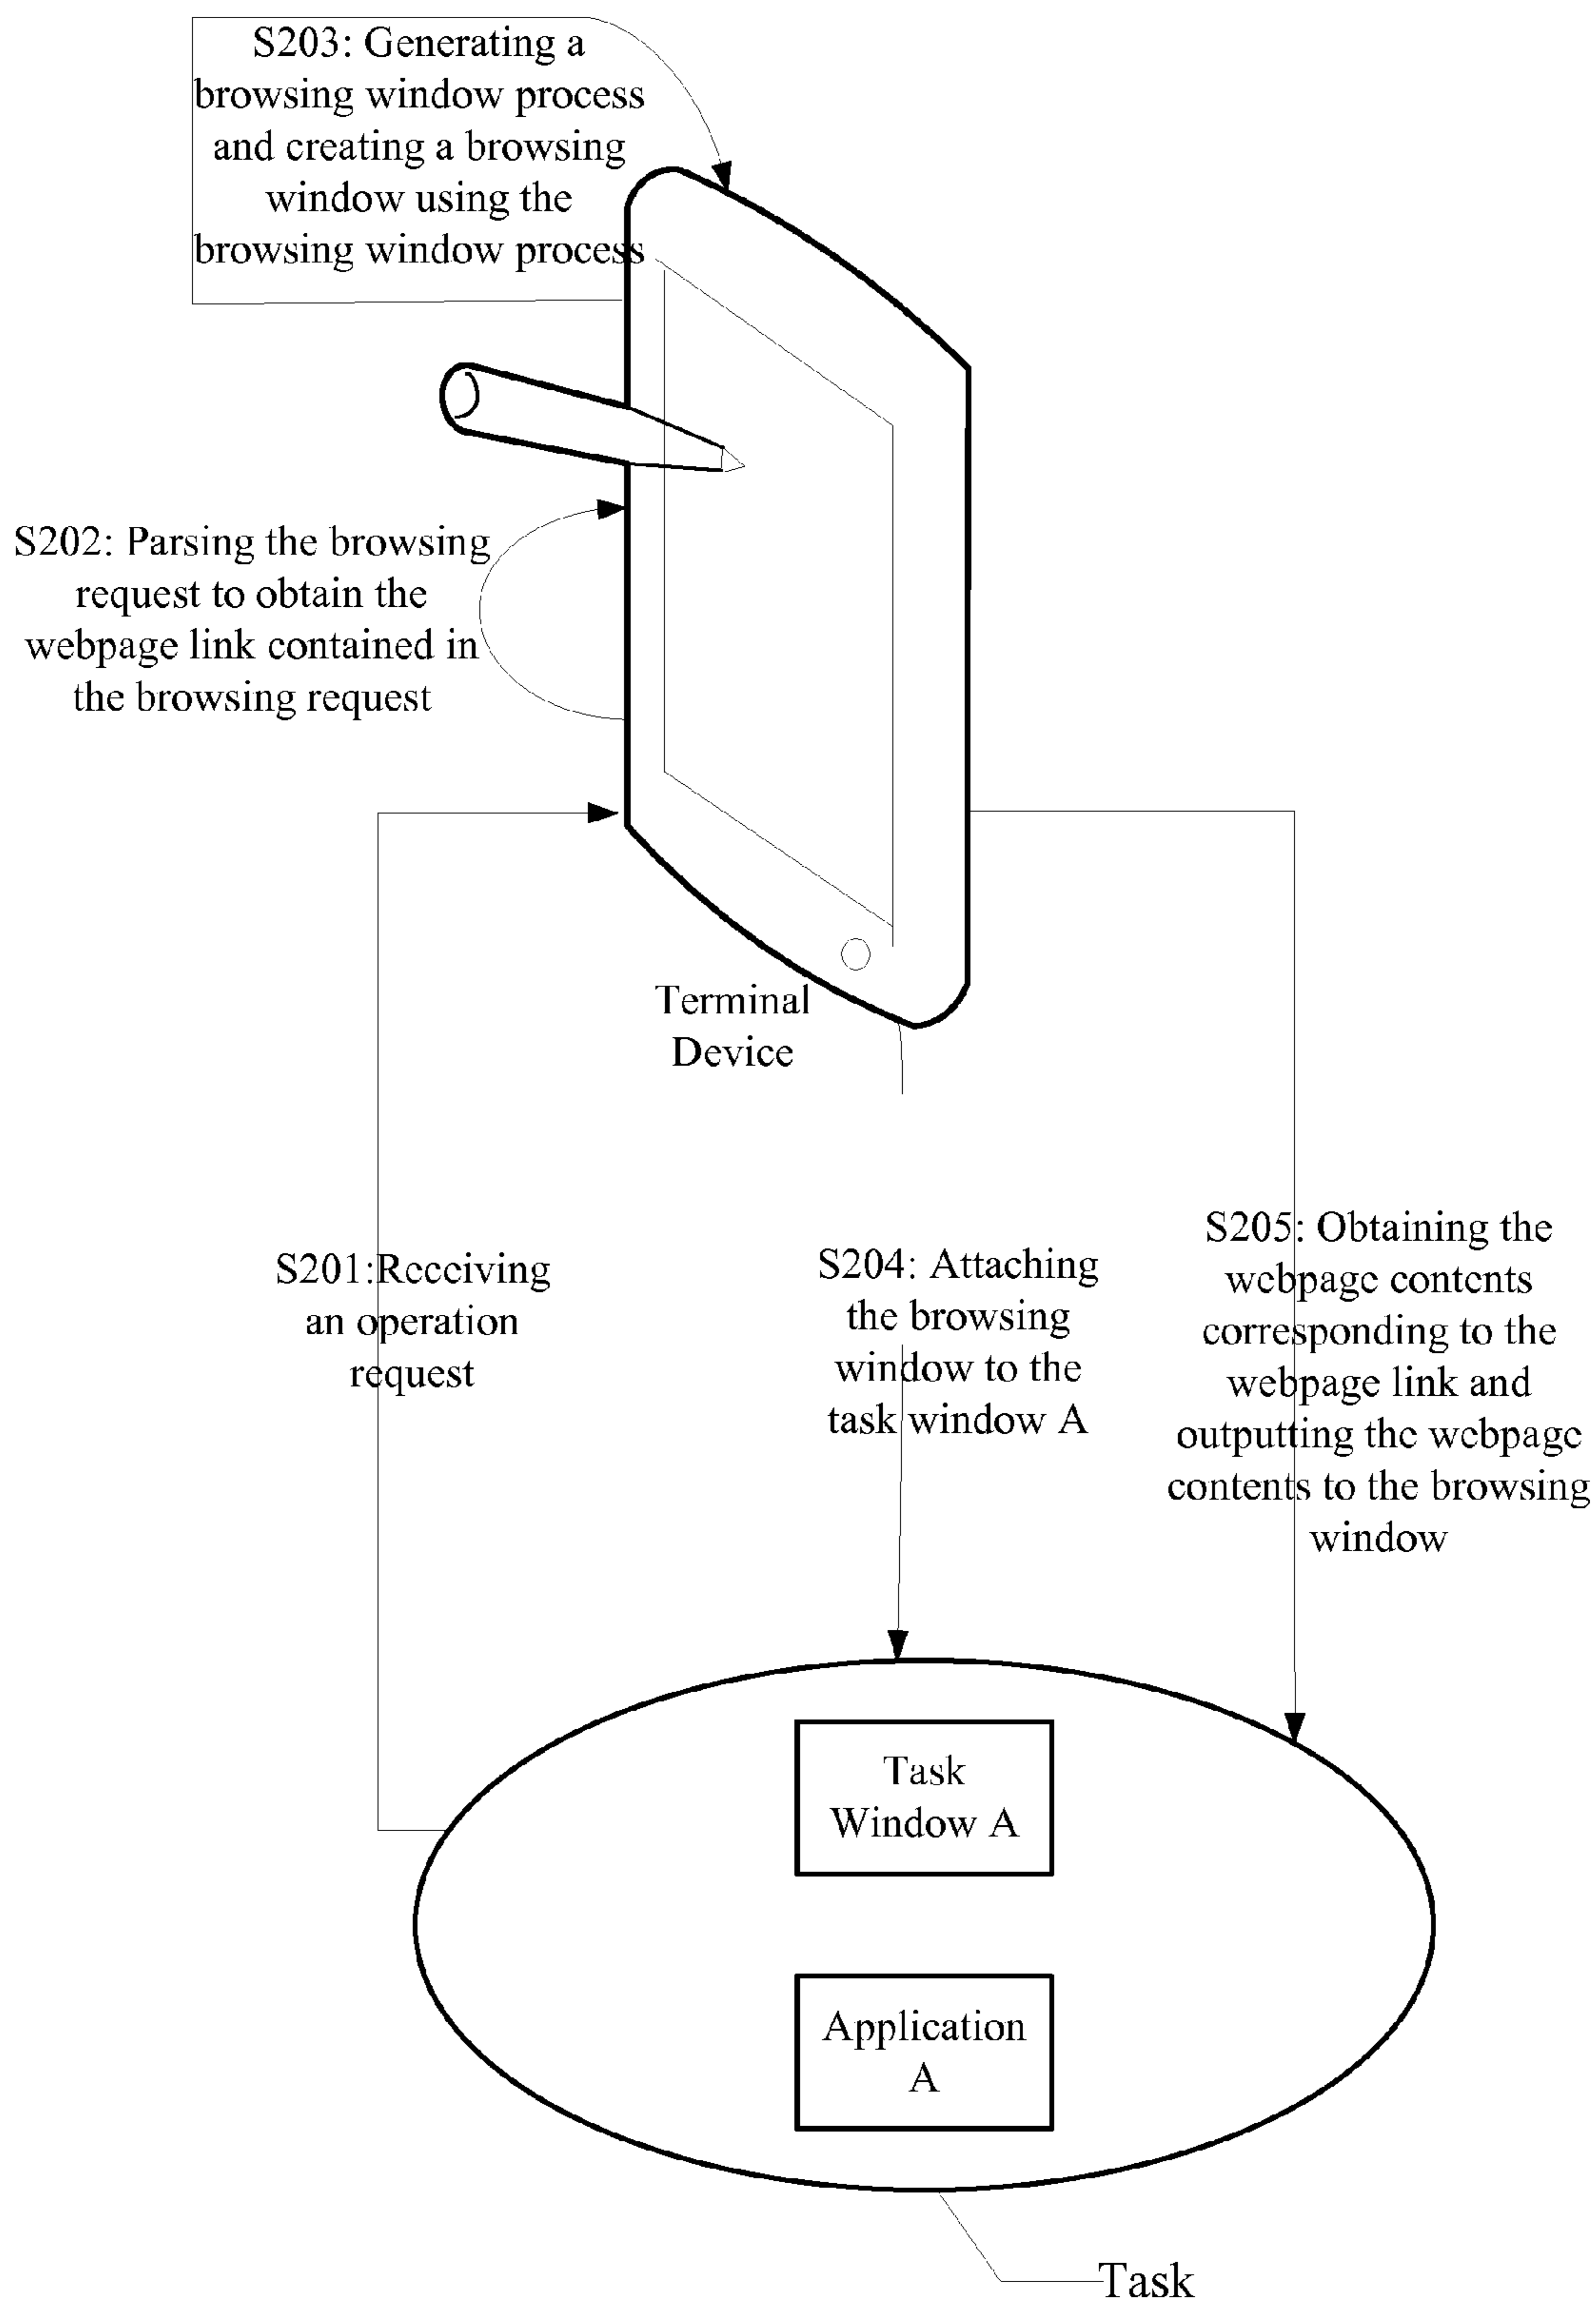 S203: Generating a
browsing window process
and creating a browsing
window using the
browsing window process
S202: Parsing the browsing
request to obtain the
webpage link contained in
the browsing request
Terminal
Device
S201:Receiving
an operation
request
S204: Attaching
the browsing
window to the
task window A
S205: Obtaining the
webpage contents
corresponding to the
webpage link and
outputting the webpage
contents to the browsing
window
Task
Window A
Application
A
Task